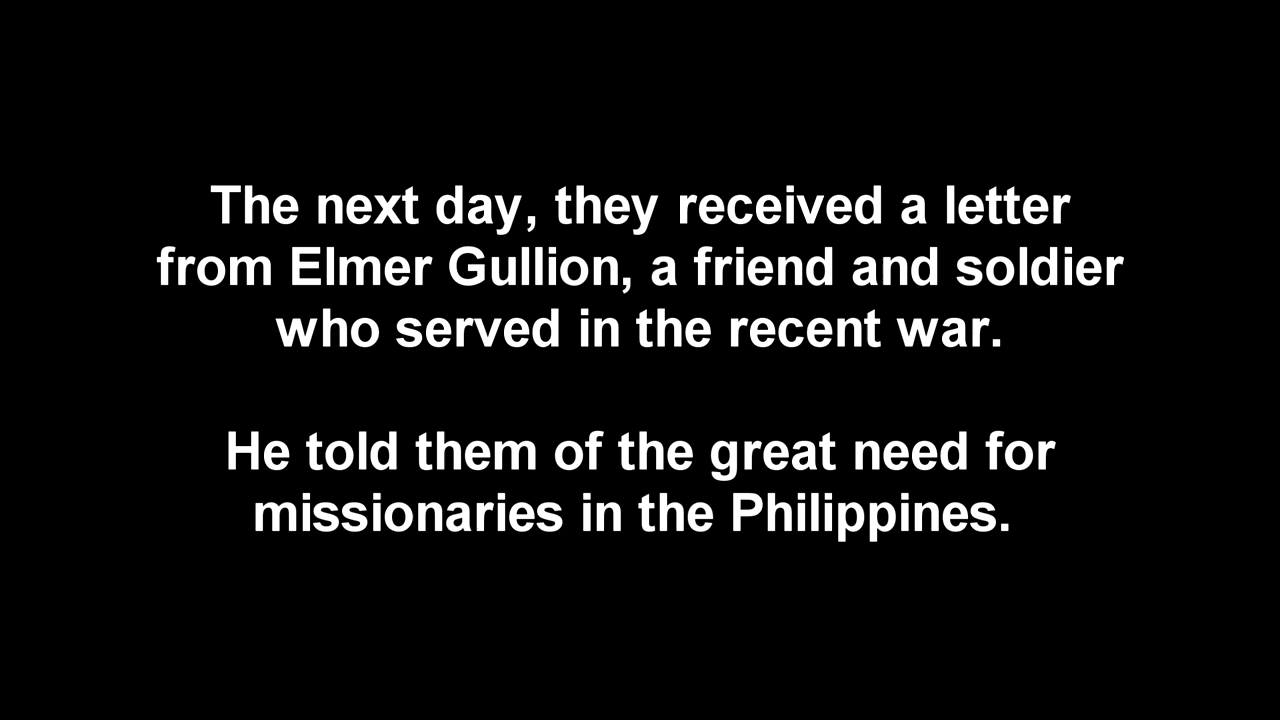 The next day, they received a letter
from Elmer Gullion, a friend and soldier
who served in the recent war.
He told them of the great need for
missionaries in the Philippines.